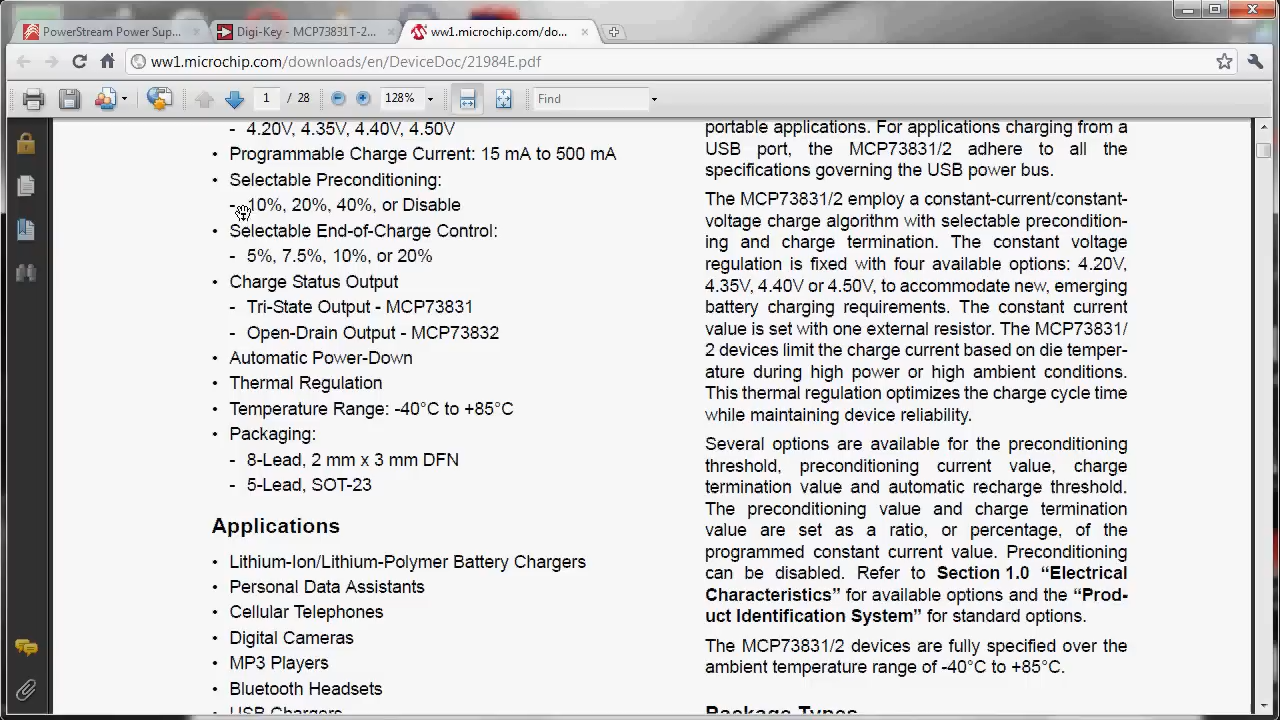 PowerStream Power Sup...
Digi-Key - MCP73831T-2...
ww1.microchip.com/do...
ww1.microchip.com/downloads/en/DeviceDoc/21984E.pdf
1 / 28
128%
Find
- 4.20V, 4.35V, 4.40V, 4.50V
• Programmable Charge Current: 15 mA to 500 mA
• Selectable Preconditioning:
- 10%, 20%, 40%, or Disable
• Selectable End-of-Charge Control:
- 5%, 7.5%, 10%, or 20%
• Charge Status Output
- Tri-State Output - MCP73831
- Open-Drain Output - MCP73832
• Automatic Power-Down
• Thermal Regulation
• Temperature Range: -40°C to +85°C
• Packaging:
- 8-Lead, 2 mm x 3 mm DFN
- 5-Lead, SOT-23
Applications
• Lithium-Ion/Lithium-Polymer Battery Chargers
• Personal Data Assistants
• Cellular Telephones
• Digital Cameras
• MP3 Players
• Bluetooth Headsets
• USB Chargers
portable applications. For applications charging from a
USB port, the MCP73831/2 adhere to all the
specifications governing the USB power bus.
The MCP73831/2 employ a constant-current/constant-
voltage charge algorithm with selectable precondition-
ing and charge termination. The constant voltage
regulation is fixed with four available options: 4.20V,
4.35V, 4.40V or 4.50V, to accommodate new, emerging
battery charging requirements. The constant current
value is set with one external resistor. The MCP73831/
2 devices limit the charge current based on die temper-
ature during high power or high ambient conditions.
This thermal regulation optimizes the charge cycle time
while maintaining device reliability.
Several options are available for the preconditioning
threshold, preconditioning current value, charge
termination value and automatic recharge threshold.
The preconditioning value and charge termination
value are set as a ratio, or percentage, of the
programmed constant current value. Preconditioning
can be disabled. Refer to Section 1.0 “Electrical
Characteristics” for available options and the “Prod-
uct Identification System” for standard options.
The MCP73831/2 devices are fully specified over the
ambient temperature range of -40°C to +85°C.
Package Types